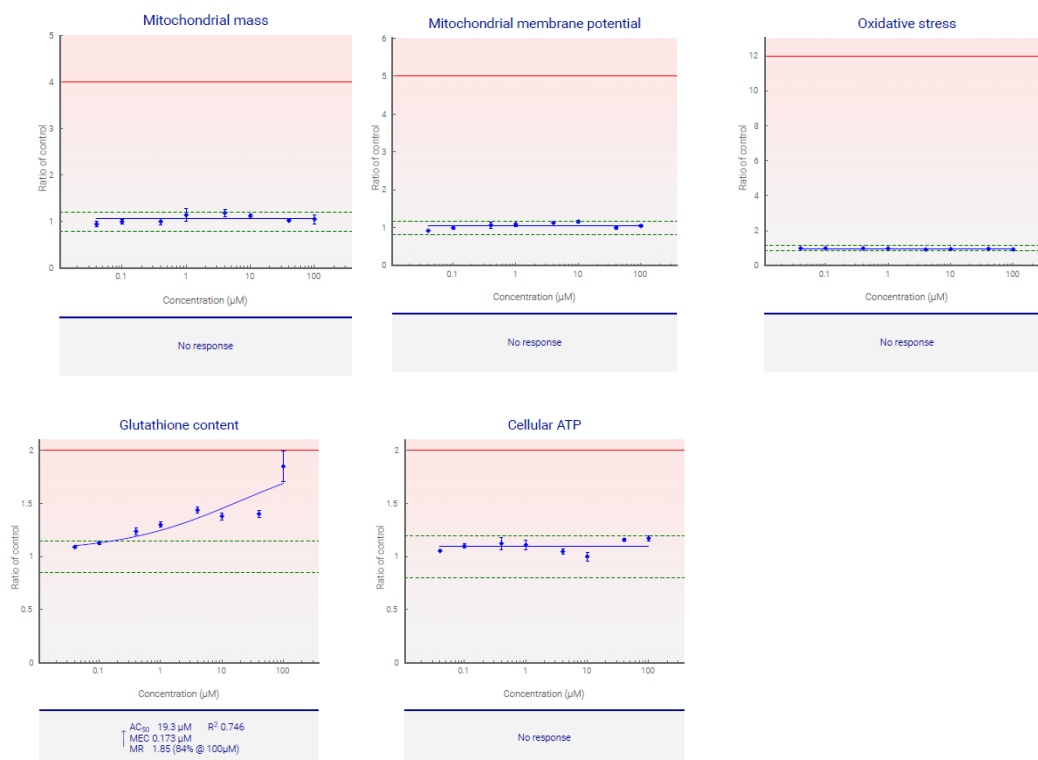 Mitochondrial mass
5
4
3
2
1
0
Ratio of control
0.1
1
10
100
Concentration (µM)
No response
Mitochondrial membrane potential
6
5
4
3
2
1
0
Ratio of control
0.1
1
10
100
Concentration (µM)
No response
Oxidative stress
12
14
10
8
6
4
2
0
Ratio of control
0.1
1
10
100
Concentration (µM)
No response
Glutathione content
2
1.5
1
0.5
0
Ratio of control
0.1
1
10
100
Concentration (µM)
↑ AC50 19.3 µM R² 0.746
MEC 0.173 µM
MR 1.85 (84% @ 100µM)
Cellular ATP
2
1.5
1
0.5
0
Ratio of control
0.1
1
10
100
Concentration (µM)
No response